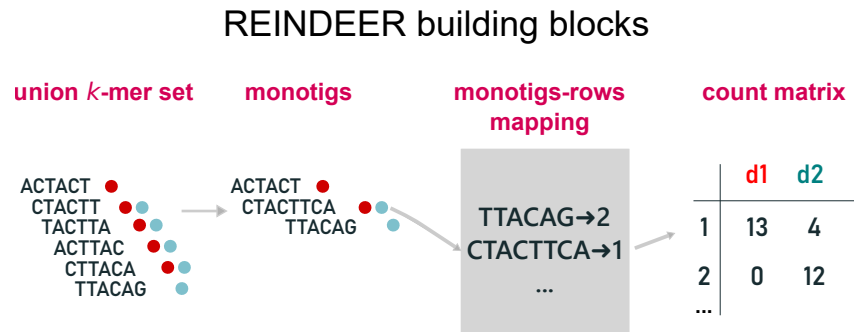 REINDEER building blocks
union k-mer set
monotigs
monotigs-rows
mapping
count matrix
ACTACT
CTACTT
TACTTA
ACTTAC
CTTACA
TTACAG
ACTACT
CTACTTCA
TTACAG
TTACAG→2
CTACTTCA→1
...
d1 d2
1 13 4
2 0 12
...